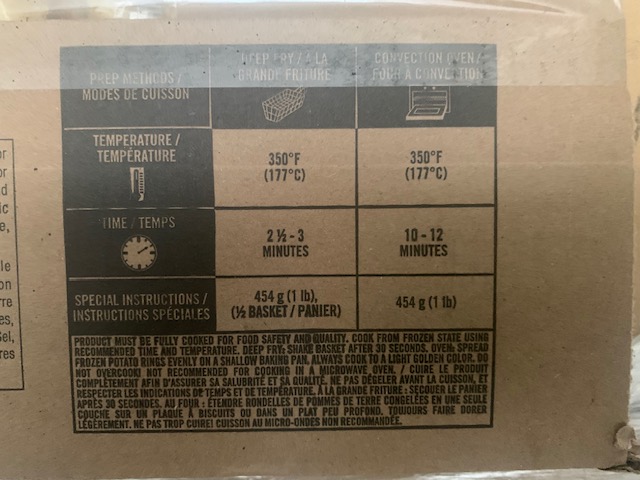 DEEP FRY / À LA CONVECTION OVEN /
PREP METHODS / GRANDE FRITURE FOUR À CONVECTION
MODES DE CUISSON
TEMPERATURE /
TEMPÉRATURE 350°F 350°F
(177°C) (177°C)
TIME / TEMPS
2 ½ - 3 10 - 12
MINUTES MINUTES
SPECIAL INSTRUCTIONS / 454 g (1 lb), 454 g (1 lb)
INSTRUCTIONS SPÉCIALES (½ BASKET / PANIER)
PRODUCT MUST BE FULLY COOKED FOR FOOD SAFETY AND QUALITY. COOK FROM FROZEN STATE USING
RECOMMENDED TIME AND TEMPERATURE. DEEP FRY: SHAKE BASKET AFTER 30 SECONDS. OVEN: SPREAD
FROZEN POTATO RINGS EVENLY ON A SHALLOW BAKING PAN. ALWAYS COOK TO A LIGHT GOLDEN COLOR. DO
NOT OVERCOOK! NOT RECOMMENDED FOR COOKING IN A MICROWAVE OVEN. / CUIRE LE PRODUIT
COMPLÈTEMENT AFIN D'ASSURER SA SALUBRITÉ ET SA QUALITÉ. NE PAS DÉGELER AVANT LA CUISSON, ET
RESPECTER LES INDICATIONS DE TEMPS ET DE TEMPÉRATURE. À LA GRANDE FRITURE : SECOUER LE PANIER
APRÈS 30 SECONDES. AU FOUR : ÉTENDRE RONDELLES DE POMMES DE TERRE CONGELÉES EN UNE SEULE
COUCHE SUR UN PLAQUE À BISCUITS OU DANS UN PLAT PEU PROFOND. TOUJOURS FAIRE DORER
LÉGÈREMENT. NE PAS TROP CUIRE! CUISSON AU MICRO-ONDES NON RECOMMANDÉE.